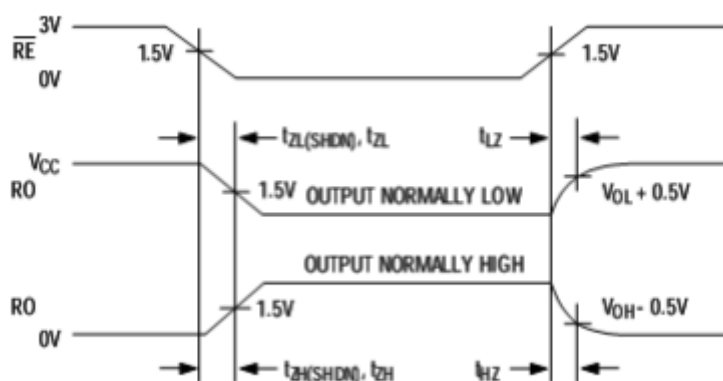 3V
RE
1.5V
1.5V
0V
tZL(SHDN), tZL
tLZ
VCC
RO
1.5V
OUTPUT NORMALLY LOW
VOL + 0.5V
OUTPUT NORMALLY HIGH
RO
1.5V
VOH - 0.5V
0V
tZH(SHDN), tZH
tHZ